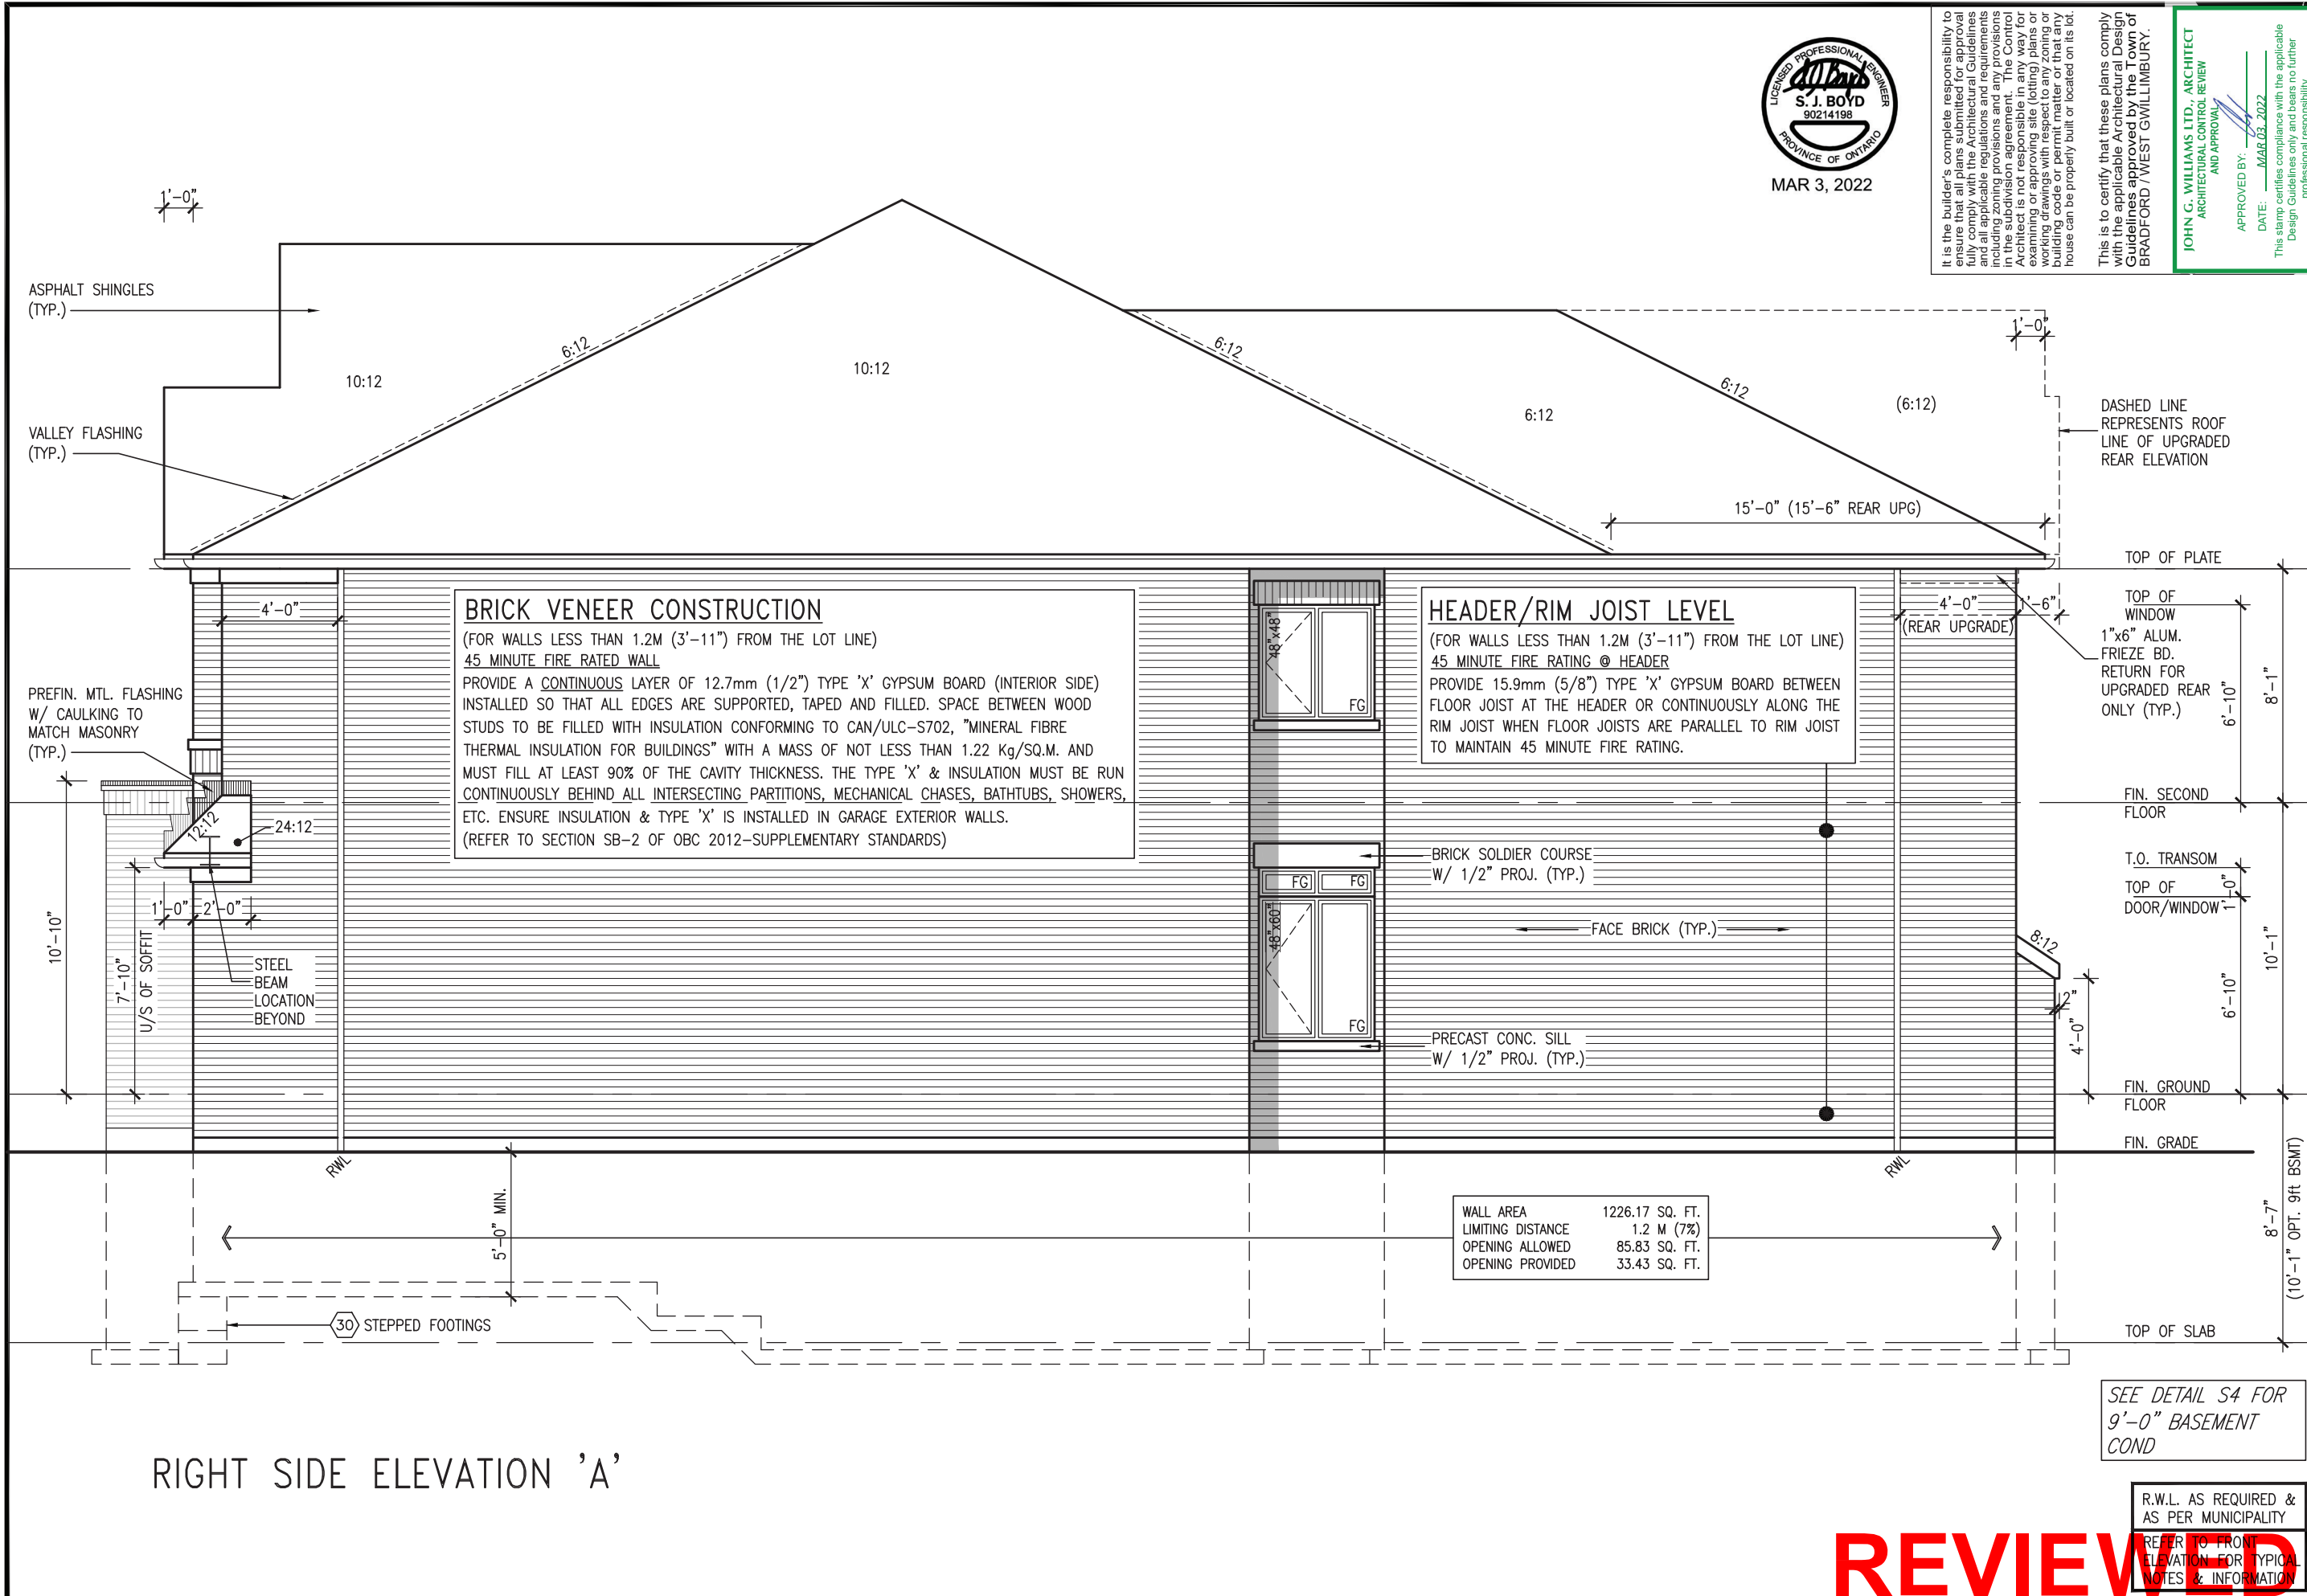 LICENSED PROFESSIONAL ENGINEER
S. J. BOYD
90214198
PROVINCE OF ONTARIO
MAR 3, 2022
It is the builder's complete responsibility to
ensure that all plans submitted for approval
fully comply with the Architectural Guidelines
and all applicable regulations and requirements
including zoning provisions and any provisions
in the subdivision agreement. The Control
Architect is not responsible in any way for
examining or approving site (lotting) plans or
working drawings with respect to any zoning or
building code or permit matter or that any
house can be properly built or located on its lot.
This is to certify that these plans comply
with the applicable Architectural Design
Guidelines approved by the Town of
BRADFORD / WEST GWILLIMBURY.
JOHN G. WILLIAMS LTD., ARCHITECT
ARCHITECTURAL CONTROL REVIEW
AND APPROVAL
APPROVED BY:
DATE: MAR 03, 2022
This stamp certifies compliance with the applicable
Design Guidelines only and bears no further
professional responsibility.
1'-0"
ASPHALT SHINGLES
(TYP.)
VALLEY FLASHING
(TYP.)
6:12
10:12
10:12
6:12
6:12
6:12
(6:12)
1'-0"
DASHED LINE
REPRESENTS ROOF
LINE OF UPGRADED
REAR ELEVATION
15'-0" (15'-6" REAR UPG)
4'-0"
BRICK VENEER CONSTRUCTION
(FOR WALLS LESS THAN 1.2M (3'-11") FROM THE LOT LINE)
45 MINUTE FIRE RATED WALL
PROVIDE A CONTINUOUS LAYER OF 12.7mm (1/2") TYPE 'X' GYPSUM BOARD (INTERIOR SIDE)
INSTALLED SO THAT ALL EDGES ARE SUPPORTED, TAPED AND FILLED. SPACE BETWEEN WOOD
STUDS TO BE FILLED WITH INSULATION CONFORMING TO CAN/ULC-S702, "MINERAL FIBRE
THERMAL INSULATION FOR BUILDINGS" WITH A MASS OF NOT LESS THAN 1.22 Kg/SQ.M. AND
MUST FILL AT LEAST 90% OF THE CAVITY THICKNESS. THE TYPE 'X' & INSULATION MUST BE RUN
CONTINUOUSLY BEHIND ALL INTERSECTING PARTITIONS, MECHANICAL CHASES, BATHTUBS, SHOWERS,
ETC. ENSURE INSULATION & TYPE 'X' IS INSTALLED IN GARAGE EXTERIOR WALLS.
(REFER TO SECTION SB-2 OF OBC 2012-SUPPLEMENTARY STANDARDS)
48"x48"
FG
HEADER/RIM JOIST LEVEL
(FOR WALLS LESS THAN 1.2M (3'-11") FROM THE LOT LINE)
45 MINUTE FIRE RATING @ HEADER
PROVIDE 15.9mm (5/8") TYPE 'X' GYPSUM BOARD BETWEEN
FLOOR JOIST AT THE HEADER OR CONTINUOUSLY ALONG THE
RIM JOIST WHEN FLOOR JOISTS ARE PARALLEL TO RIM JOIST
TO MAINTAIN 45 MINUTE FIRE RATING.
4'-0"
(REAR UPGRADE)
1'-6"
TOP OF PLATE
TOP OF
WINDOW
1"x6" ALUM.
FRIEZE BD.
RETURN FOR
UPGRADED REAR
ONLY (TYP.)
6'-10"
8'-1"
FIN. SECOND
FLOOR
T.O. TRANSOM
TOP OF
DOOR/WINDOW
1'-0"
10'-1"
6'-10"
PREFIN. MTL. FLASHING
W/ CAULKING TO
MATCH MASONRY
(TYP.)
12:12
24:12
1'-0"
2'-0"
10'-10"
7'-10"
U/S OF SOFFIT
STEEL
BEAM
LOCATION
BEYOND
BRICK SOLDIER COURSE
W/ 1/2" PROJ. (TYP.)
FG
FG
48"x60"
FG
FACE BRICK (TYP.)
PRECAST CONC. SILL
W/ 1/2" PROJ. (TYP.)
8:12
2"
4'-0"
FIN. GROUND
FLOOR
FIN. GRADE
RWL
RWL
5'-0" MIN.
WALL AREA 1226.17 SQ. FT.
LIMITING DISTANCE 1.2 M (7%)
OPENING ALLOWED 85.83 SQ. FT.
OPENING PROVIDED 33.43 SQ. FT.
8'-7"
(10'-1" OPT. 9ft BSMT)
30 STEPPED FOOTINGS
TOP OF SLAB
SEE DETAIL S4 FOR
9'-0" BASEMENT
COND
RIGHT SIDE ELEVATION 'A'
R.W.L. AS REQUIRED &
AS PER MUNICIPALITY
REFER TO FRONT
ELEVATION FOR TYPICAL
NOTES & INFORMATION
REVIEWED